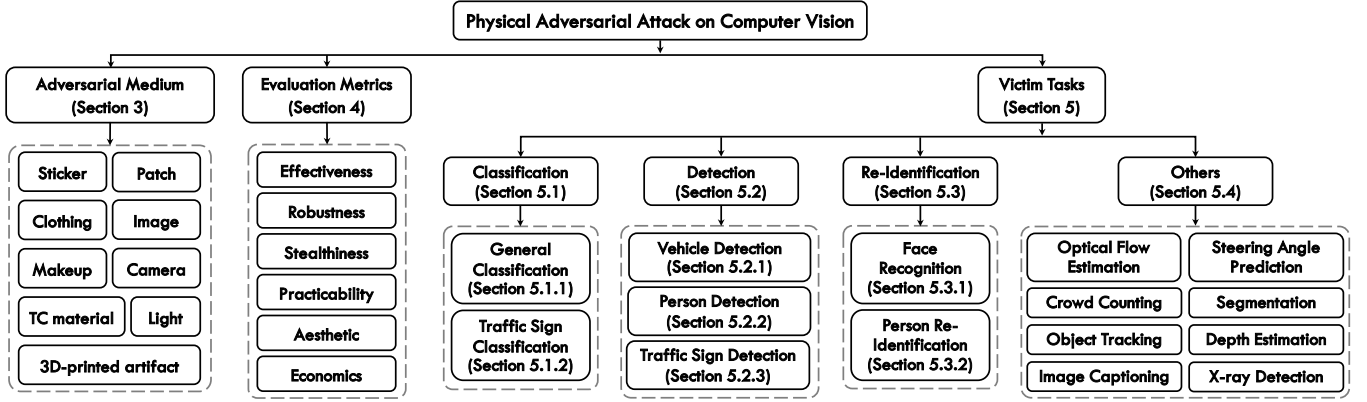 Physical Adversarial Attack on Computer Vision
Adversarial Medium
(Section 3)
Evaluation Metrics
(Section 4)
Victim Tasks
(Section 5)
Sticker
Patch
Clothing
Image
Makeup
Camera
TC material
Light
3D-printed artifact
Effectiveness
Robustness
Stealthiness
Practicability
Aesthetic
Economics
Classification
(Section 5.1)
General
Classification
(Section 5.1.1)
Traffic Sign
Classification
(Section 5.1.2)
Detection
(Section 5.2)
Vehicle Detection
(Section 5.2.1)
Person Detection
(Section 5.2.2)
Traffic Sign Detection
(Section 5.2.3)
Re-Identification
(Section 5.3)
Face
Recognition
(Section 5.3.1)
Person Re-
Identification
(Section 5.3.2)
Others
(Section 5.4)
Optical Flow
Estimation
Steering Angle
Prediction
Crowd Counting
Segmentation
Object Tracking
Depth Estimation
Image Captioning
X-ray Detection